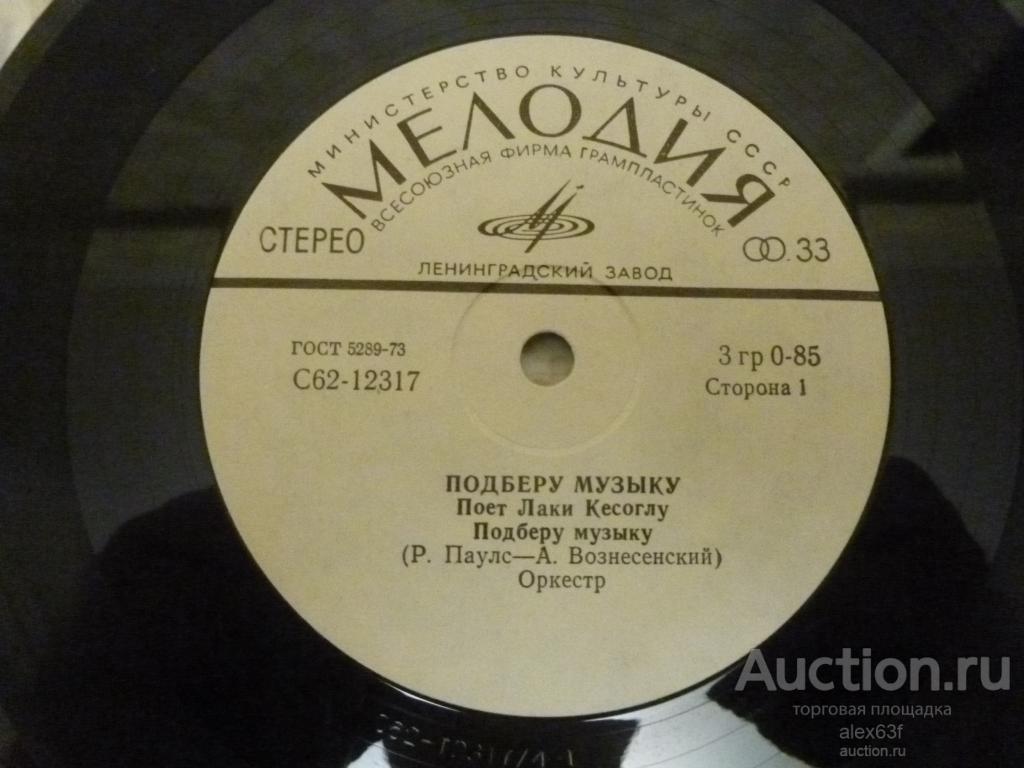 МИНИСТЕРСТВО КУЛЬТУРЫ СССР
МЕЛОДИЯ
ВСЕСОЮЗНАЯ ФИРМА ГРАМПЛАСТИНОК
СТЕРЕО
33
ЛЕНИНГРАДСКИЙ ЗАВОД
ГОСТ 5289-73
3 гр 0-85
С62-12317
Сторона 1
ПОДБЕРУ МУЗЫКУ
Поет Лаки Кесоглу
Подберу музыку
(Р. Паулс—А. Вознесенский)
Оркестр
Auction.ru
торговая площадка
alex63f
auction.ru